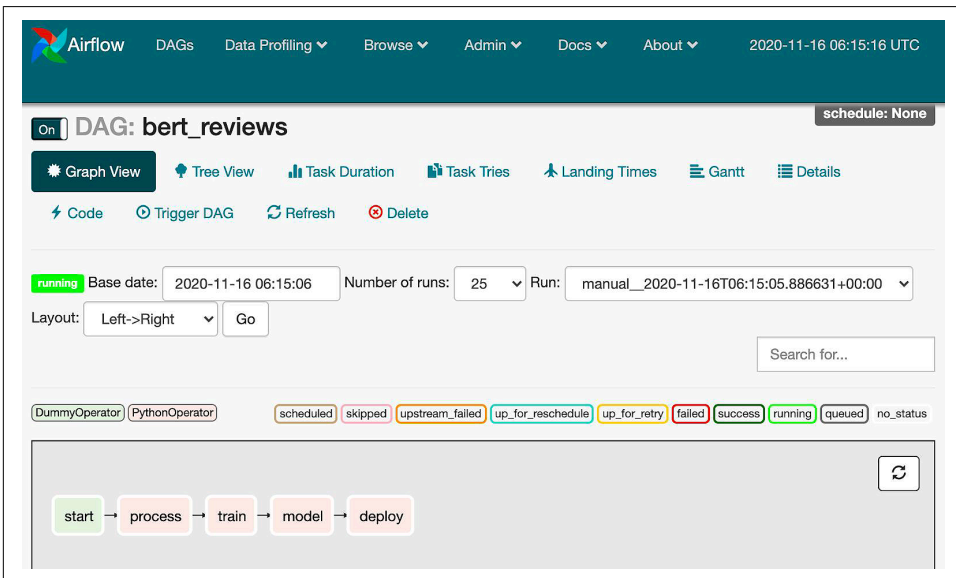 Airflow DAGs Data Profiling Browse Admin Docs About 2020-11-16 06:15:16 UTC
schedule: None
On DAG: bert_reviews
Graph View Tree View Task Duration Task Tries Landing Times Gantt Details
Code Trigger DAG Refresh Delete
running Base date: 2020-11-16 06:15:06 Number of runs: 25 Run: manual__2020-11-16T06:15:05.886631+00:00
Layout: Left->Right Go
Search for...
DummyOperator PythonOperator scheduled skipped upstream_failed up_for_reschedule up_for_retry failed success running queued no_status
start process train model deploy